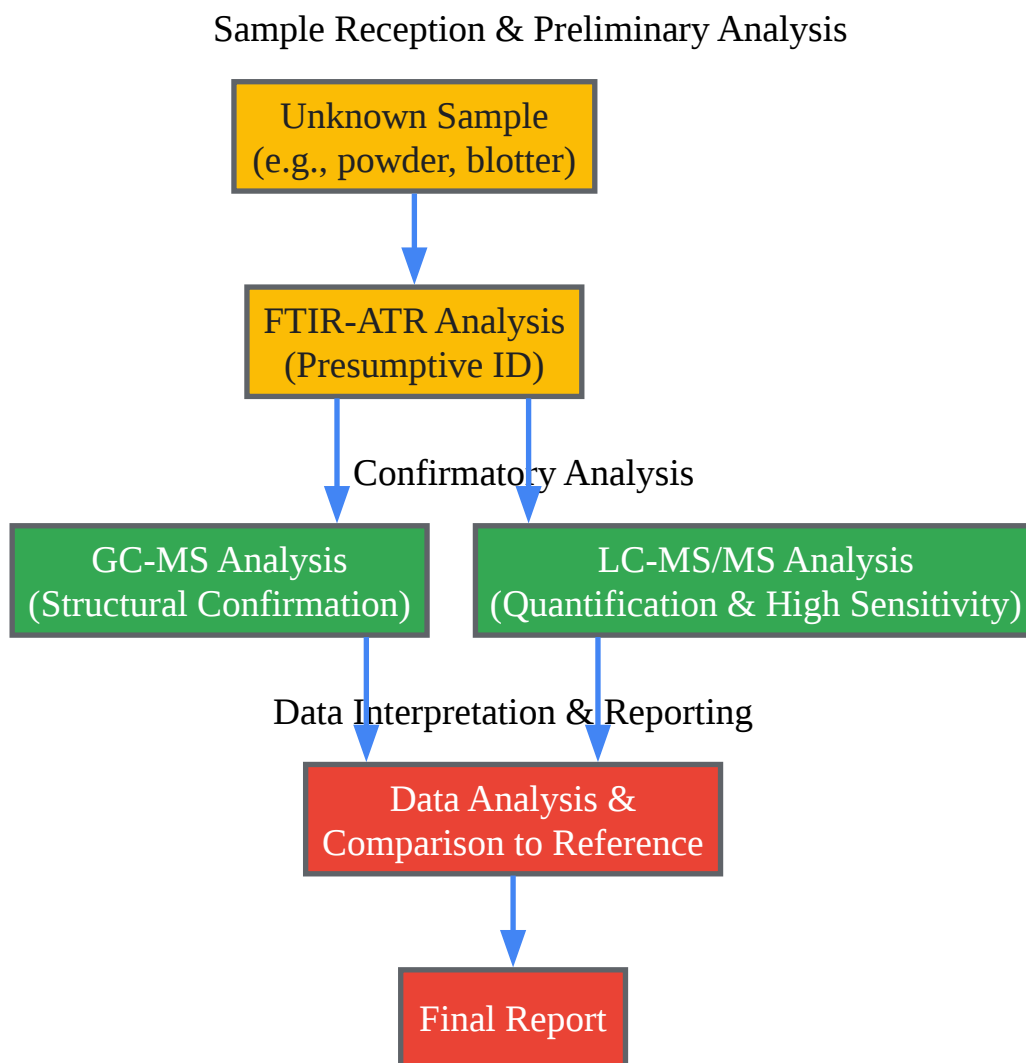 Sample Reception & Preliminary Analysis
Unknown Sample
(e.g., powder, blotter)
FTIR-ATR Analysis
(Presumptive ID)
Confirmatory Analysis
GC-MS Analysis
(Structural Confirmation)
LC-MS/MS Analysis
(Quantification & High Sensitivity)
Data Interpretation & Reporting
Data Analysis &
Comparison to Reference
Final Report